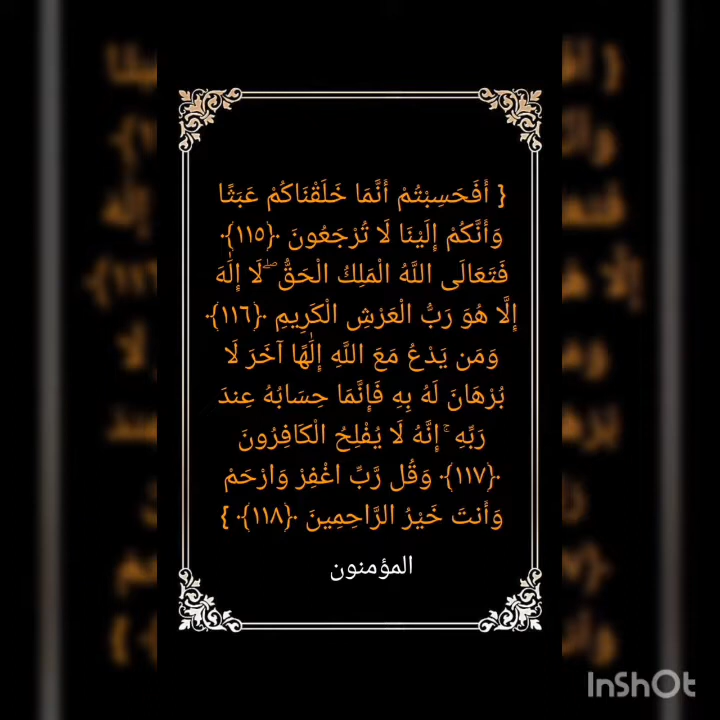 { أَفَحَسِبْتُمْ أَنَّمَا خَلَقْنَاكُمْ عَبَثًا
وَأَنَّكُمْ إِلَيْنَا لَا تُرْجَعُونَ ﴿١١٥﴾
فَتَعَالَى اللَّهُ الْمَلِكُ الْحَقُّ ۖ لَا إِلَٰهَ
إِلَّا هُوَ رَبُّ الْعَرْشِ الْكَرِيمِ ﴿١١٦﴾
وَمَن يَدْعُ مَعَ اللَّهِ إِلَٰهًا آخَرَ لَا
بُرْهَانَ لَهُ بِهِ فَإِنَّمَا حِسَابُهُ عِندَ
رَبِّهِ ۚ إِنَّهُ لَا يُفْلِحُ الْكَافِرُونَ
﴿١١٧﴾ وَقُل رَّبِّ اغْفِرْ وَارْحَمْ
وَأَنتَ خَيْرُ الرَّاحِمِينَ ﴿١١٨﴾ }
المؤمنون
InShOt